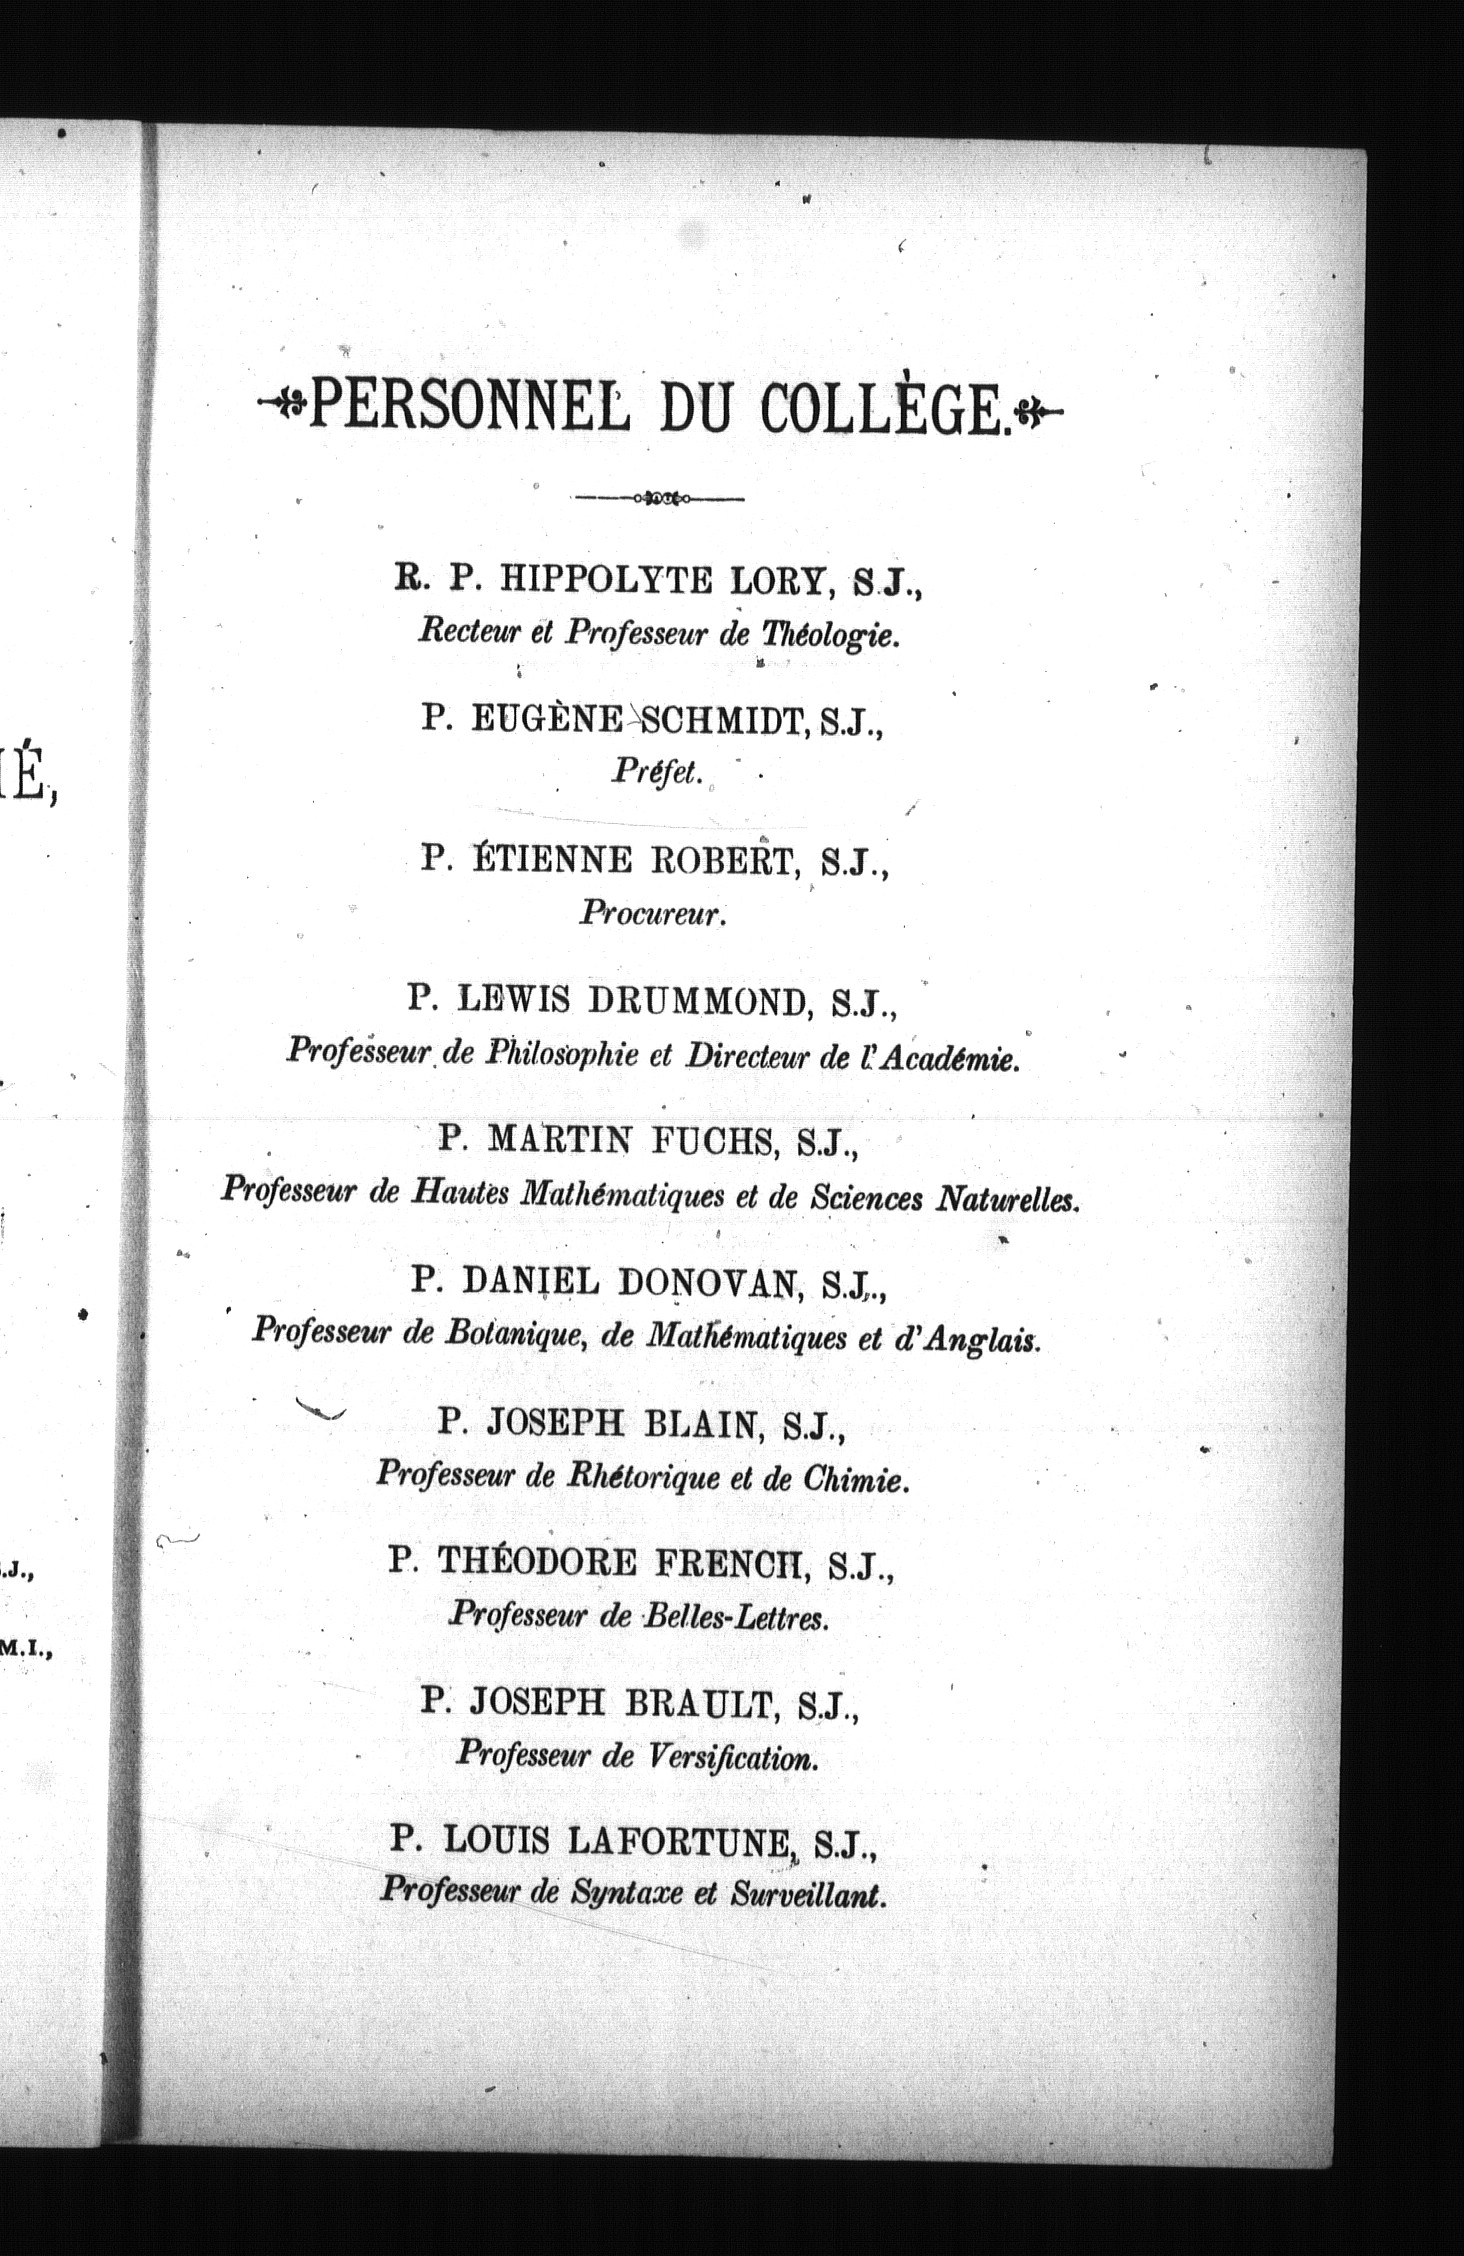 PERSONNEL DU COLLÈGE.
R. P. HIPPOLYTE LORY, S.J.,
Recteur et Professeur de Théologie.
P. EUGÈNE SCHMIDT, S.J.,
Préfet.
P. ÉTIENNE ROBERT, S.J.,
Procureur.
P. LEWIS DRUMMOND, S.J.,
Professeur de Philosophie et Directeur de l'Académie.
P. MARTIN FUCHS, S.J.,
Professeur de Hautes Mathématiques et de Sciences Naturelles.
P. DANIEL DONOVAN, S.J.,
Professeur de Botanique, de Mathématiques et d'Anglais.
P. JOSEPH BLAIN, S.J.,
Professeur de Rhétorique et de Chimie.
P. THÉODORE FRENCH, S.J.,
Professeur de Belles-Lettres.
P. JOSEPH BRAULT, S.J.,
Professeur de Versification.
P. LOUIS LAFORTUNE, S.J.,
Professeur de Syntaxe et Surveillant.